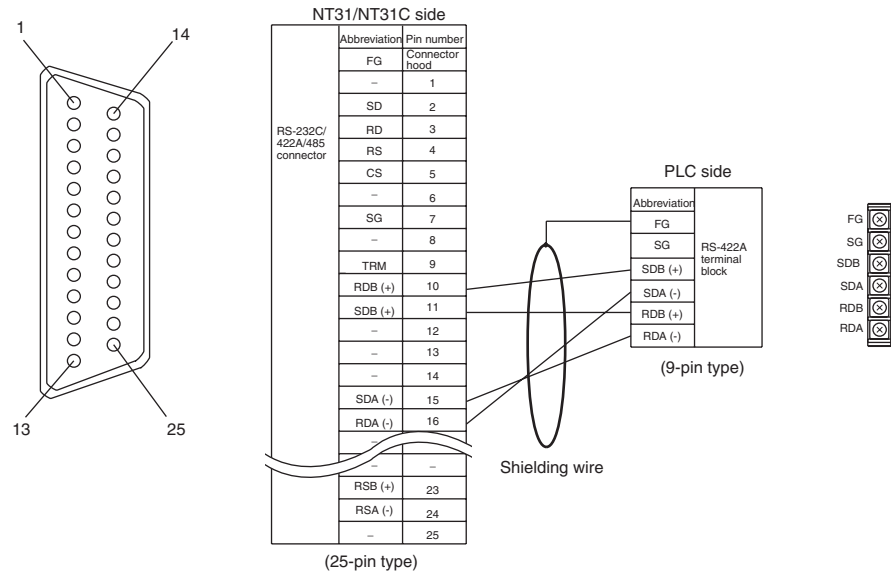 NT31/NT31C side
1
14
13
25
RS-232C/
422A/485
connector
Abbreviation Pin number
FG Connector
hood
– 1
SD 2
RD 3
RS 4
CS 5
– 6
SG 7
– 8
TRM 9
RDB (+) 10
SDB (+) 11
– 12
– 13
– 14
SDA (-) 15
RDA (-) 16
–
– –
RSB (+) 23
RSA (-) 24
– 25
(25-pin type)
Shielding wire
PLC side
Abbreviation
FG
SG
SDB (+)
SDA (-)
RDB (+)
RDA (-)
RS-422A
terminal
block
(9-pin type)
FG
SG
SDB
SDA
RDB
RDA